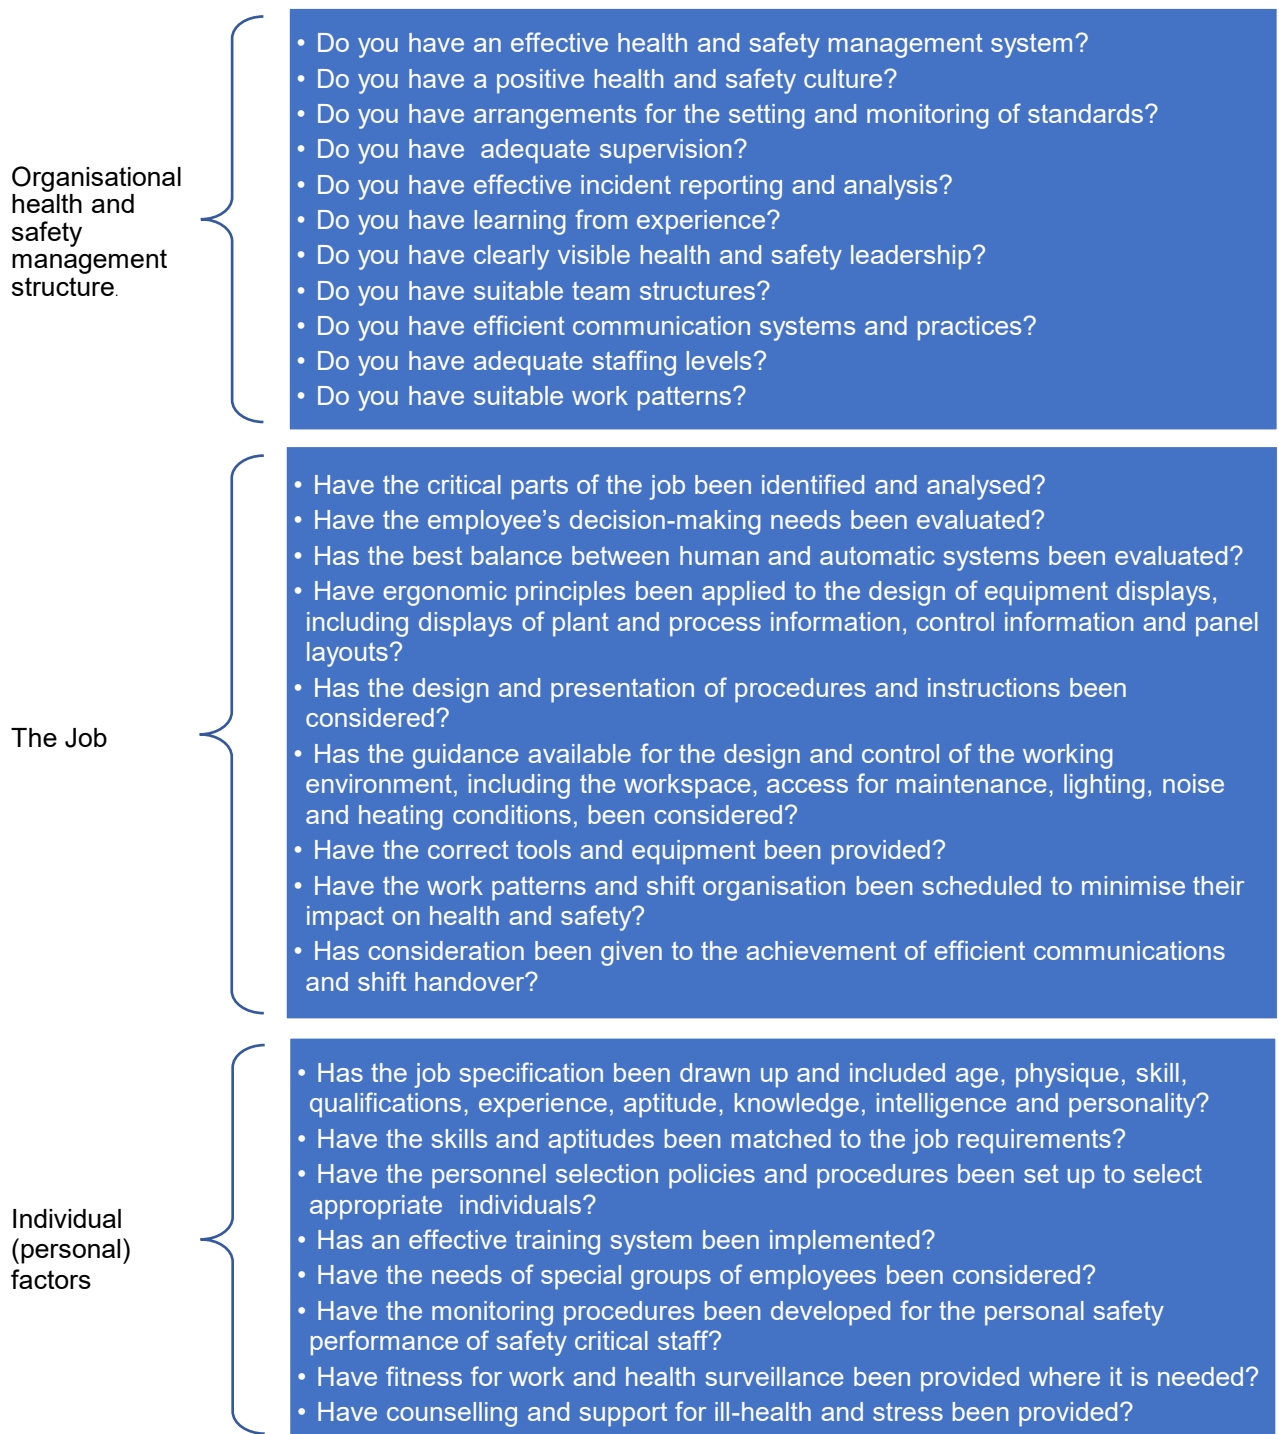 Organisational
health and
safety
management
structure.
• Do you have an effective health and safety management system?
• Do you have a positive health and safety culture?
• Do you have arrangements for the setting and monitoring of standards?
• Do you have  adequate supervision?
• Do you have effective incident reporting and analysis?
• Do you have learning from experience?
• Do you have clearly visible health and safety leadership?
• Do you have suitable team structures?
• Do you have efficient communication systems and practices?
• Do you have adequate staffing levels?
• Do you have suitable work patterns?
The Job
• Have the critical parts of the job been identified and analysed?
• Have the employee’s decision-making needs been evaluated?
• Has the best balance between human and automatic systems been evaluated?
• Have ergonomic principles been applied to the design of equipment displays,
including displays of plant and process information, control information and panel
layouts?
• Has the design and presentation of procedures and instructions been
considered?
• Has the guidance available for the design and control of the working
environment, including the workspace, access for maintenance, lighting, noise
and heating conditions, been considered?
• Have the correct tools and equipment been provided?
• Have the work patterns and shift organisation been scheduled to minimise their
impact on health and safety?
• Has consideration been given to the achievement of efficient communications
and shift handover?
Individual
(personal)
factors
• Has the job specification been drawn up and included age, physique, skill,
qualifications, experience, aptitude, knowledge, intelligence and personality?
• Have the skills and aptitudes been matched to the job requirements?
• Have the personnel selection policies and procedures been set up to select
appropriate  individuals?
• Has an effective training system been implemented?
• Have the needs of special groups of employees been considered?
• Have the monitoring procedures been developed for the personal safety
performance of safety critical staff?
• Have fitness for work and health surveillance been provided where it is needed?
• Have counselling and support for ill-health and stress been provided?